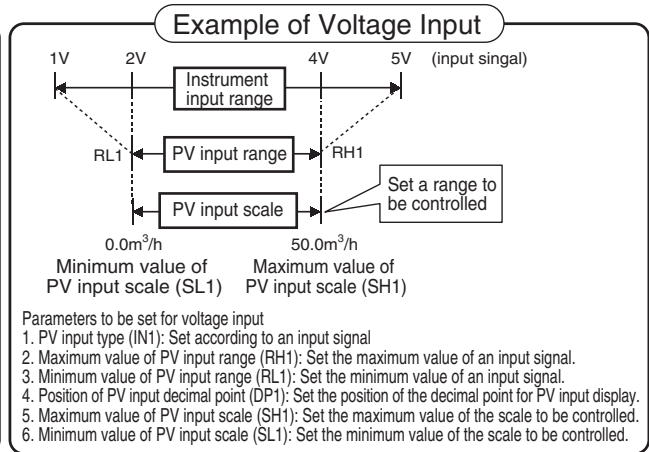 Example of Voltage Input
1V 2V 4V 5V (input singal)
Instrument
input range
RL1 PV input range RH1
PV input scale
Set a range to
be controlled
0.0m³/h 50.0m³/h
Minimum value of Maximum value of
PV input scale (SL1) PV input scale (SH1)
Parameters to be set for voltage input
1. PV input type (IN1): Set according to an input signal
2. Maximum value of PV input range (RH1): Set the maximum value of an input signal.
3. Minimum value of PV input range (RL1): Set the minimum value of an input signal.
4. Position of PV input decimal point (DP1): Set the position of the decimal point for PV input display.
5. Maximum value of PV input scale (SH1): Set the maximum value of the scale to be controlled.
6. Minimum value of PV input scale (SL1): Set the minimum value of the scale to be controlled.